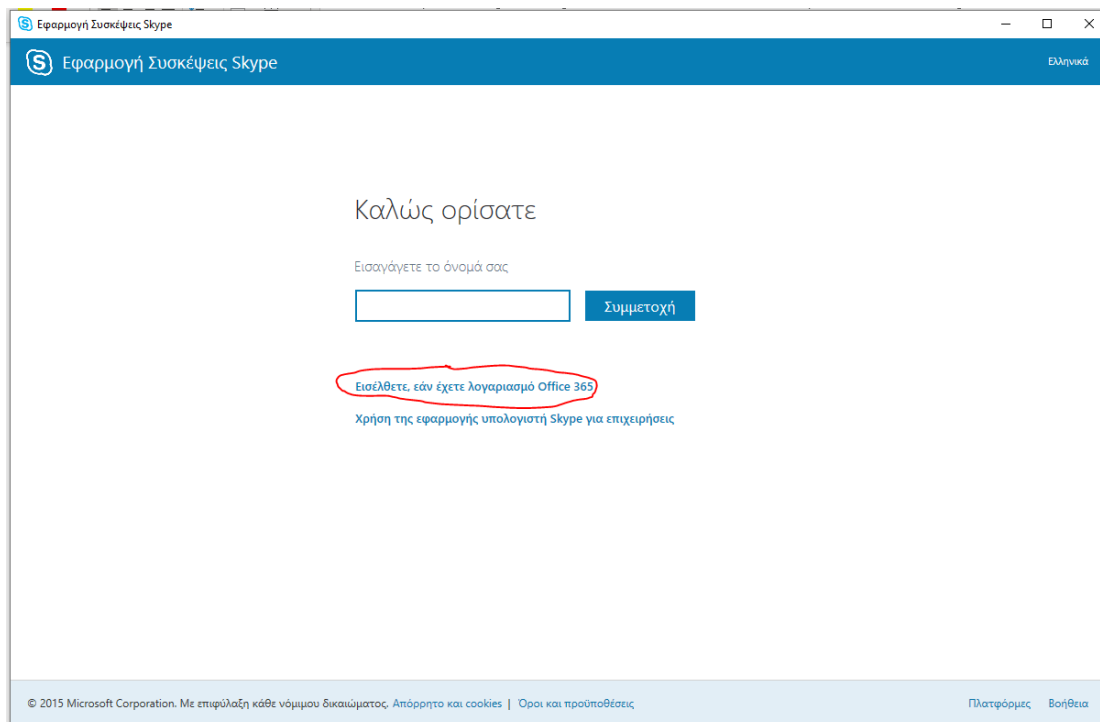 Εφαρμογή Συσκέψεις Skype
Εφαρμογή Συσκέψεις Skype
Ελληνικά
Καλώς ορίσατε
Εισαγάγετε το όνομά σας
Συμμετοχή
Εισέλθετε, εάν έχετε λογαριασμό Office 365
Χρήση της εφαρμογής υπολογιστή Skype για επιχειρήσεις
© 2015 Microsoft Corporation. Με επιφύλαξη κάθε νόμιμου δικαιώματος. Απόρρητο και cookies | Όροι και προϋποθέσεις
Πλατφόρμες Βοήθεια